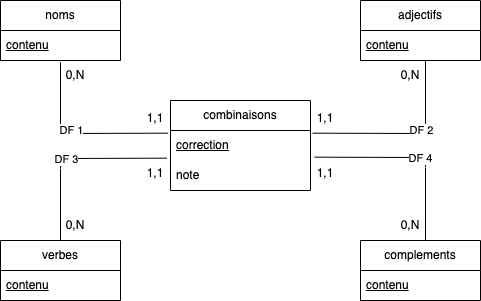 noms
contenu
adjectifs
contenu
0,N
0,N
1,1
combinaisons
1,1
DF 1
DF 2
correction
DF 3
DF 4
1,1
note
1,1
0,N
0,N
verbes
contenu
complements
contenu